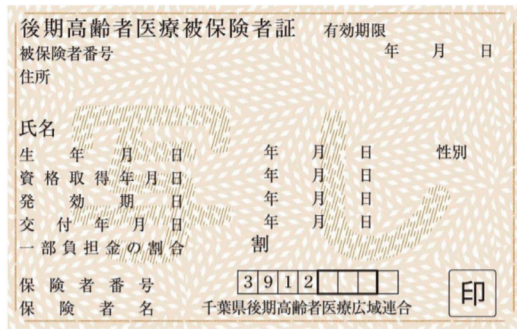 後期高齢者医療被保険者証 有効期限
被保険者番号 年 月 日
住所
氏名
生年月日 年 月 日 性別
資格取得年月日 年 月 日
発効期日 年 月 日
交付年月日 年 月 日
一部負担金の割合 割
保険者番号 3912
保険者名 千葉県後期高齢者医療広域連合 印
写し